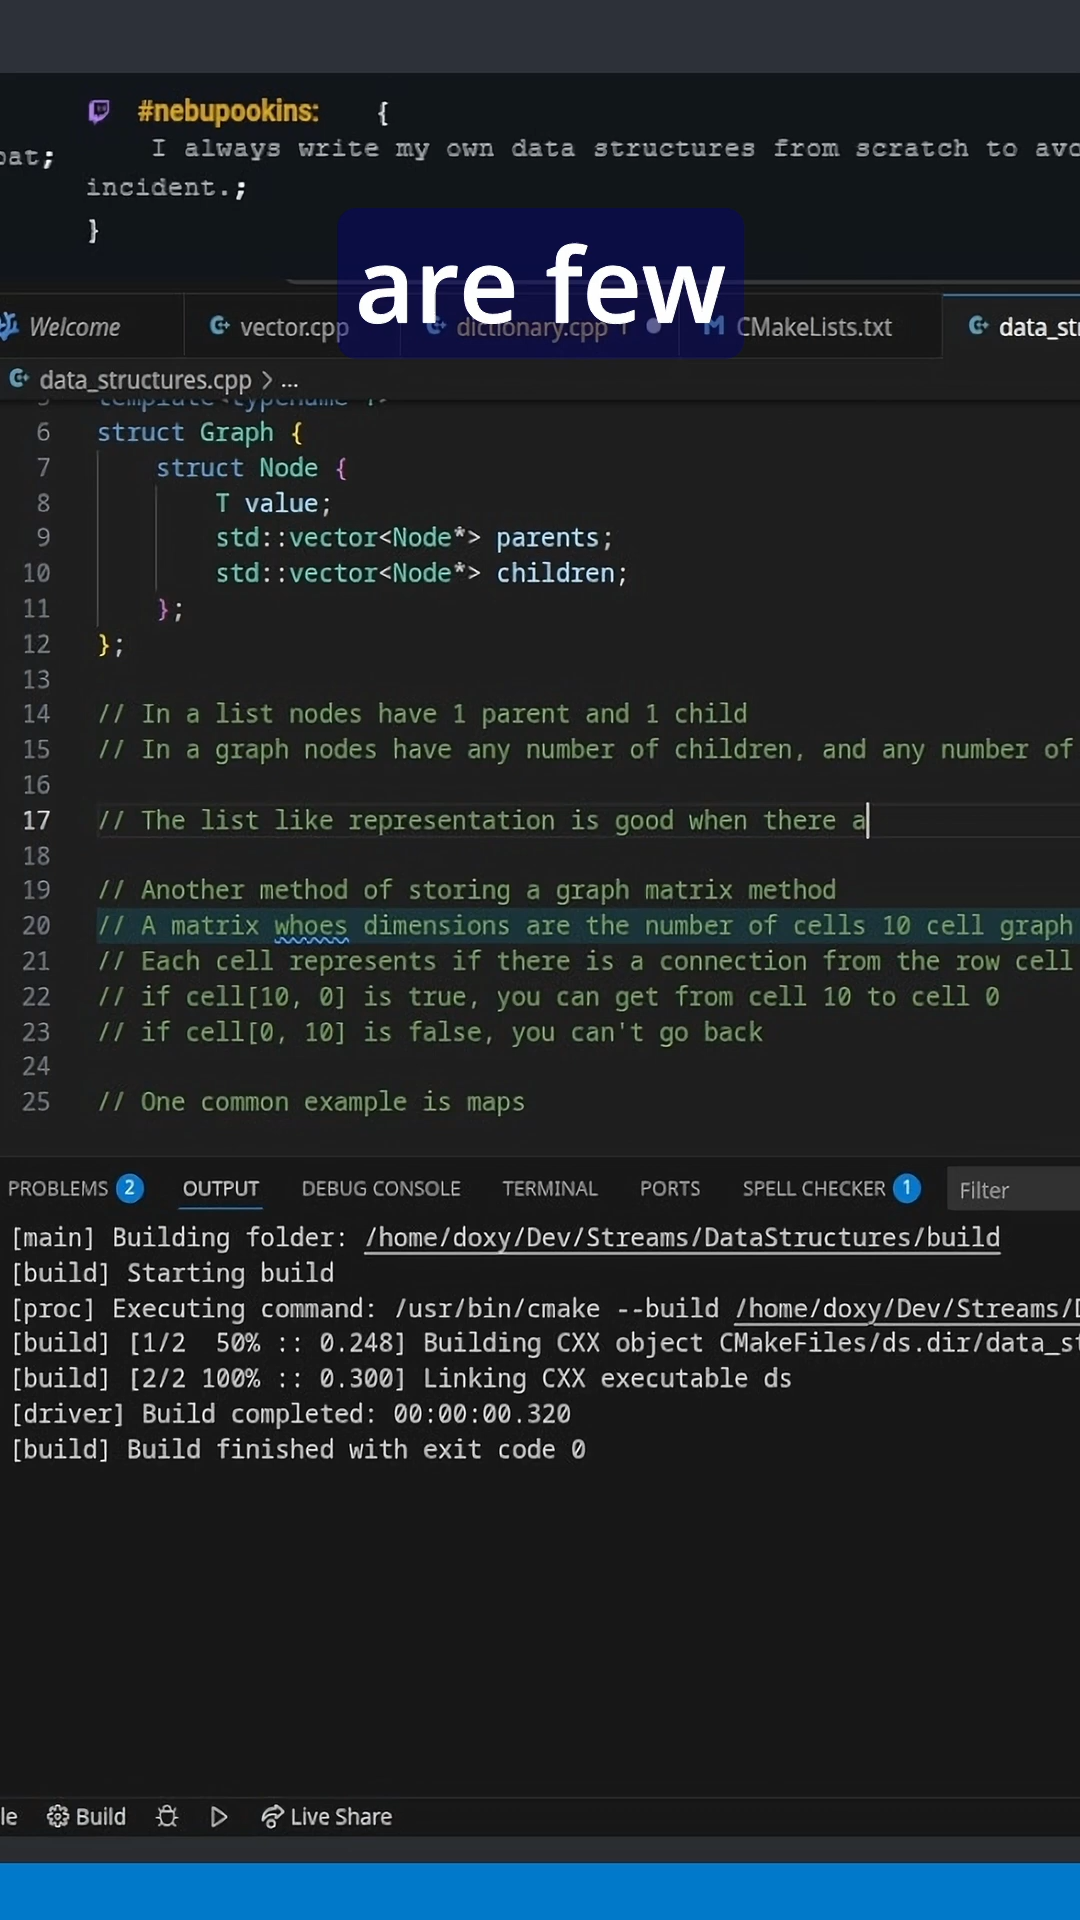 #nebupookins: {
I always write my own data structures from scratch to
incident.;
}
are few
Welcome vector.cpp dictionary.cpp 1 CMakeLists.txt
data_structures.cpp > ...
5 template<typename T>
6 struct Graph {
7 struct Node {
8 T value;
9 std::vector<Node*> parents;
10 std::vector<Node*> children;
11 };
12 };
13
14 // In a list nodes have 1 parent and 1 child
15 // In a graph nodes have any number of children, and any number of
16
17 // The list like representation is good when there a
18
19 // Another method of storing a graph matrix method
20 // A matrix whoes dimensions are the number of cells 10 cell graph
21 // Each cell represents if there is a connection from the row cell
22 // if cell[10, 0] is true, you can get from cell 10 to cell 0
23 // if cell[0, 10] is false, you can't go back
24
25 // One common example is maps
PROBLEMS 2 OUTPUT DEBUG CONSOLE TERMINAL PORTS SPELL CHECKER 1 Filter
[main] Building folder: /home/doxy/Dev/Streams/DataStructures/build
[build] Starting build
[proc] Executing command: /usr/bin/cmake --build /home/doxy/Dev/Streams/
[build] [1/2 50% :: 0.248] Building CXX object CMakeFiles/ds.dir/data_st
[build] [2/2 100% :: 0.300] Linking CXX executable ds
[driver] Build completed: 00:00:00.320
[build] Build finished with exit code 0
Build Live Share